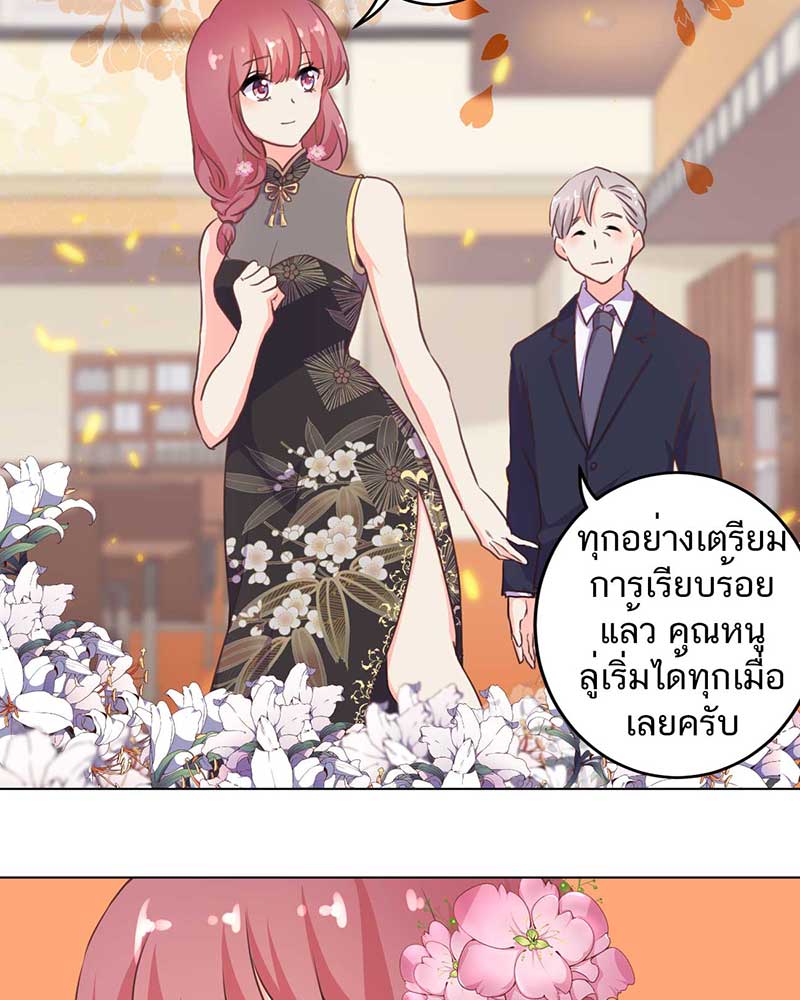 ทุกอย่างเตรียม
การเรียบร้อย
แล้ว คุณหนู
ลู่เริ่มได้ทุกเมื่อ
เลยครับ